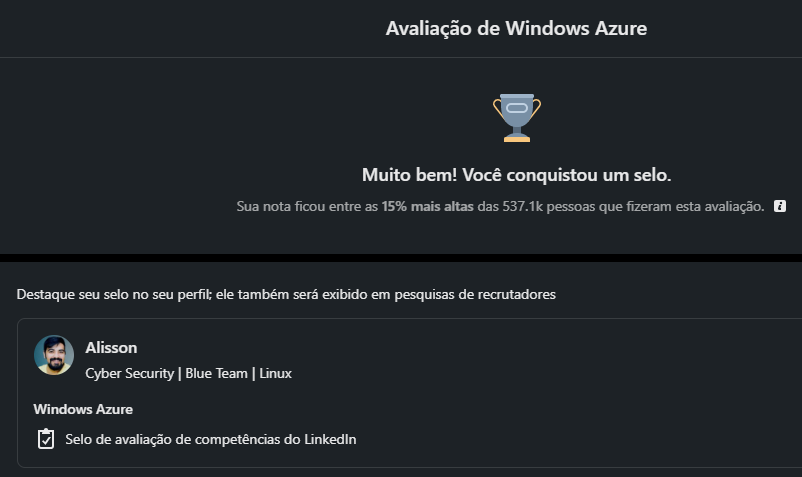 Avaliação de Windows Azure
Muito bem! Você conquistou um selo.
Sua nota ficou entre as 15% mais altas das 537.1k pessoas que fizeram esta avaliação.
Destaque seu selo no seu perfil; ele também será exibido em pesquisas de recrutadores
Alisson
Cyber Security | Blue Team | Linux
Windows Azure
Selo de avaliação de competências do LinkedIn